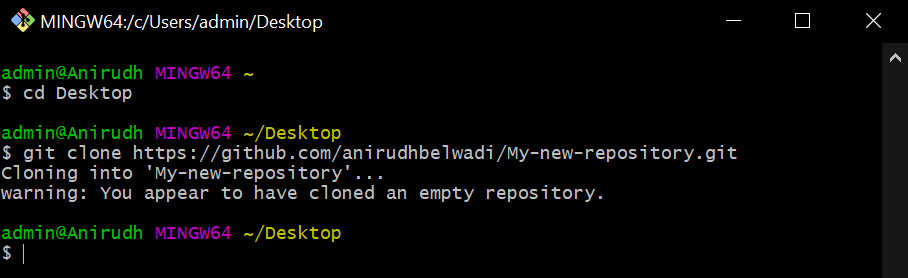 MINGW64:/c/Users/admin/Desktop
admin@Anirudh MINGW64 ~
$ cd Desktop
admin@Anirudh MINGW64 ~/Desktop
$ git clone https://github.com/anirudhbelwadi/My-new-repository.git
Cloning into 'My-new-repository'...
warning: You appear to have cloned an empty repository.
admin@Anirudh MINGW64 ~/Desktop
$